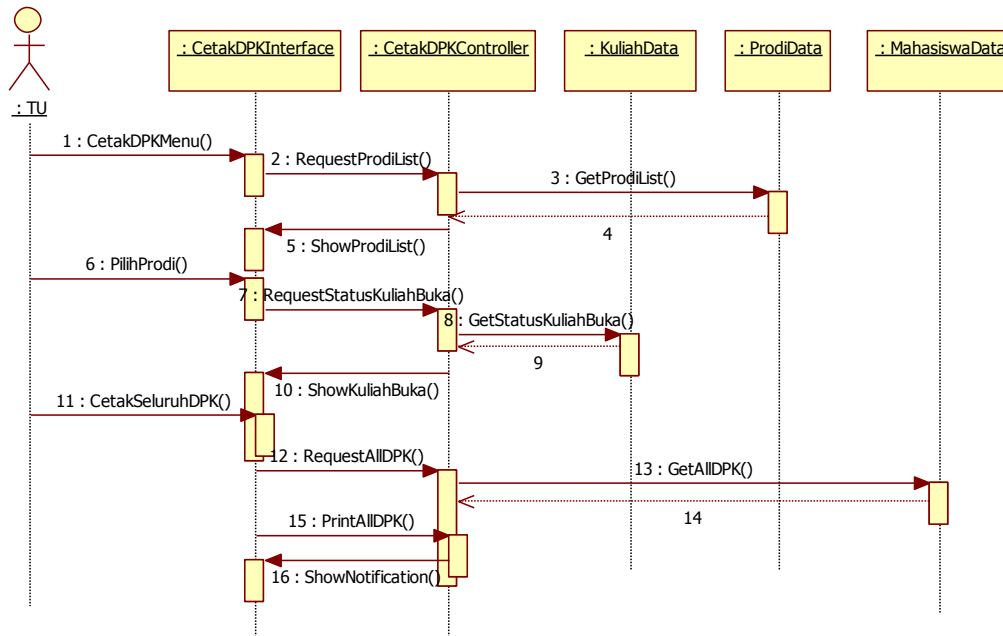 : TU
: CetakDPKInterface
: CetakDPKController
: KuliahData
: ProdiData
: MahasiswaData
1 : CetakDPKMenu()
2 : RequestProdiList()
3 : GetProdiList()
4
5 : ShowProdiList()
6 : PilihProdi()
7 : RequestStatusKuliahBuka()
8 : GetStatusKuliahBuka()
9
10 : ShowKuliahBuka()
11 : CetakSeluruhDPK()
12 : RequestAllDPK()
13 : GetAllDPK()
14
15 : PrintAllDPK()
16 : ShowNotification()